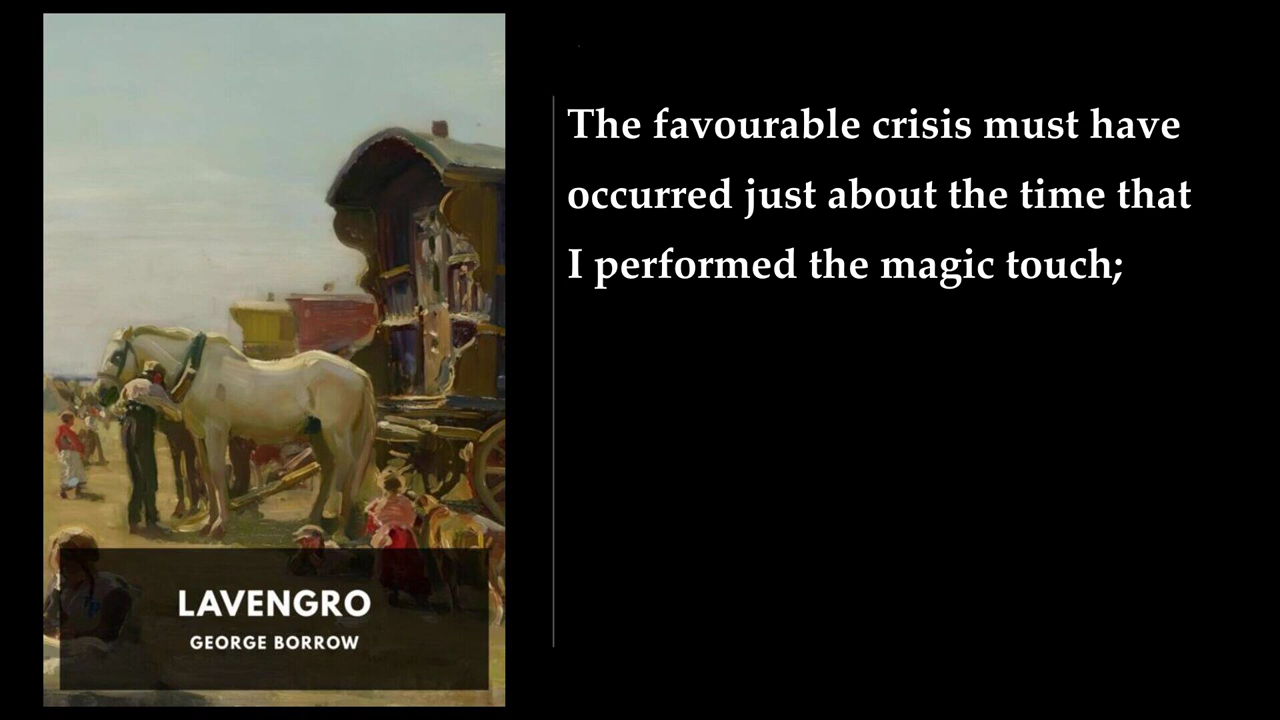 LAVENGRO
GEORGE BORROW
The favourable crisis must have
occurred just about the time that
I performed the magic touch;